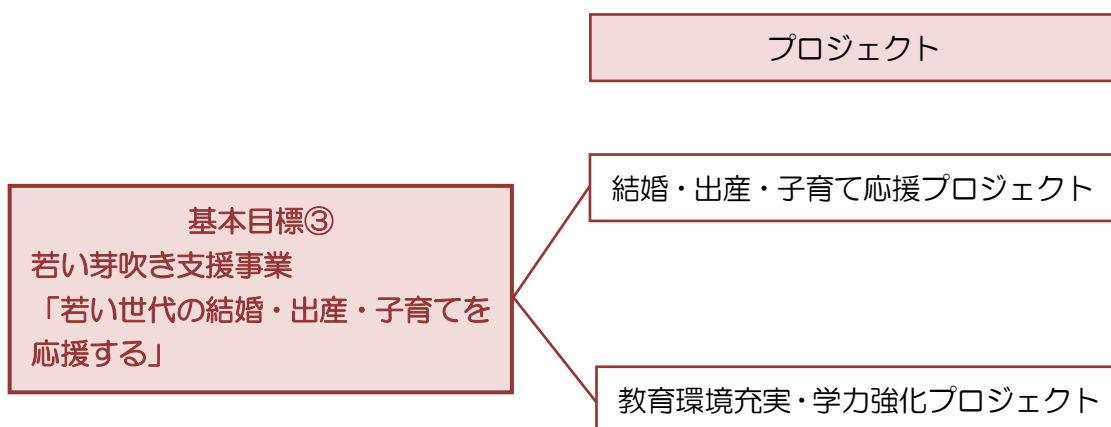 プロジェクト
結婚・出産・子育て応援プロジェクト
基本目標③
若い芽吹き支援事業
「若い世代の結婚・出産・子育てを
応援する」
教育環境充実・学力強化プロジェクト